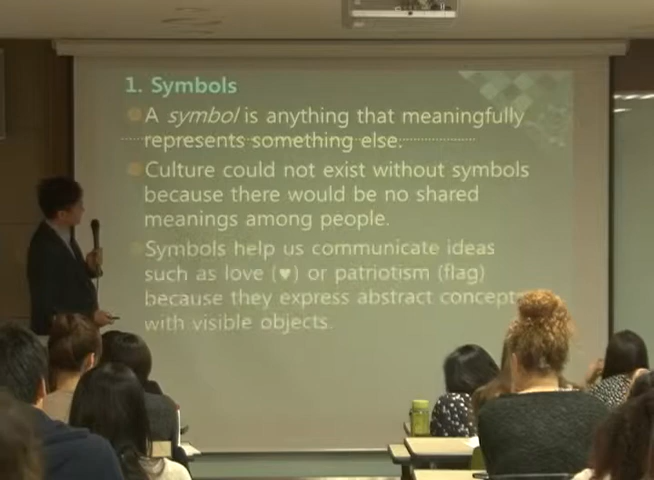 1. Symbols
A symbol is anything that meaningfully
represents something else.
Culture could not exist without symbols
because there would be no shared
meanings among people.
Symbols help us communicate ideas
such as love (♥) or patriotism (flag)
because they express abstract concepts
with visible objects.